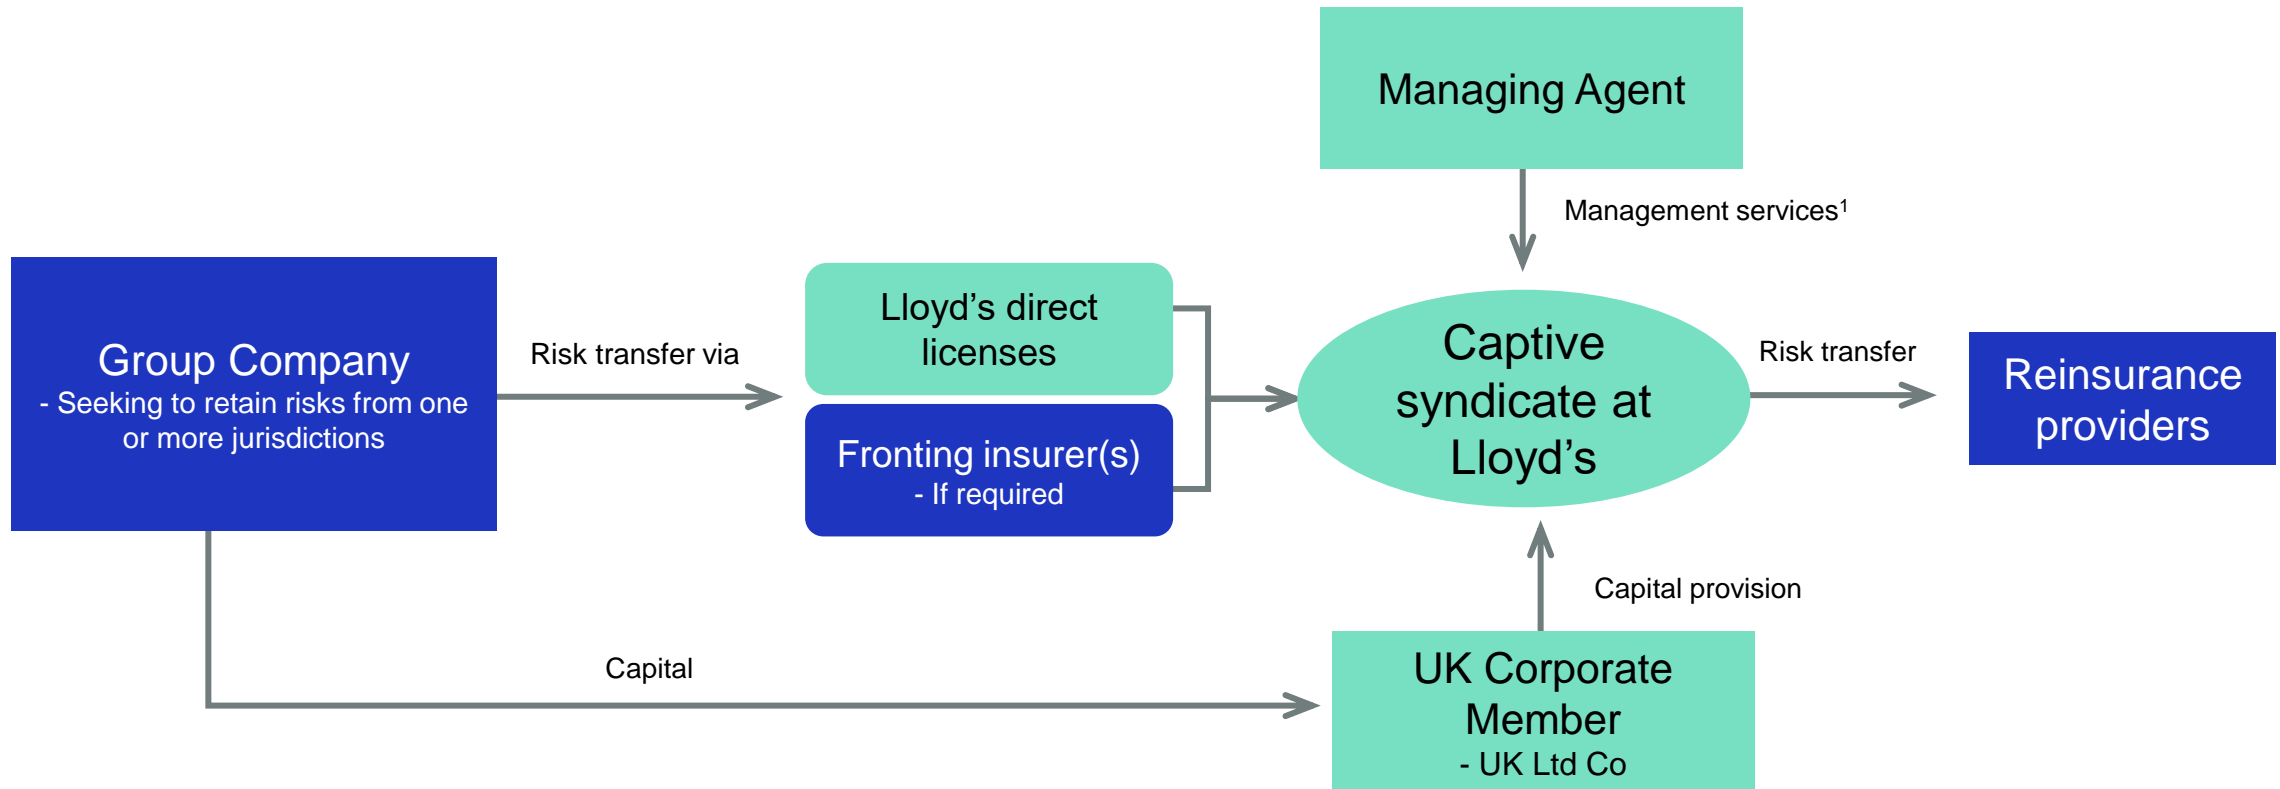 Managing Agent
Management services¹
Group Company
- Seeking to retain risks from one
or more jurisdictions
Risk transfer via
Lloyd’s direct
licenses
Fronting insurer(s)
- If required
Captive
syndicate at
Lloyd’s
Risk transfer
Reinsurance
providers
Capital provision
Capital
UK Corporate
Member
- UK Ltd Co